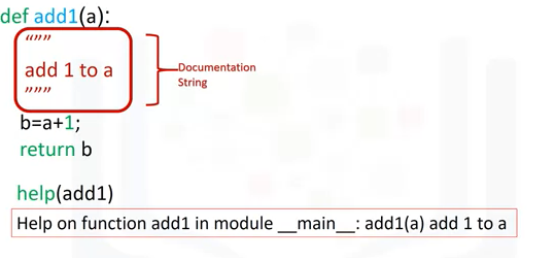 def add1(a):
"""
add 1 to a
"""
Documentation
String
b=a+1;
return b
help(add1)
Help on function add1 in module __main__: add1(a) add 1 to a